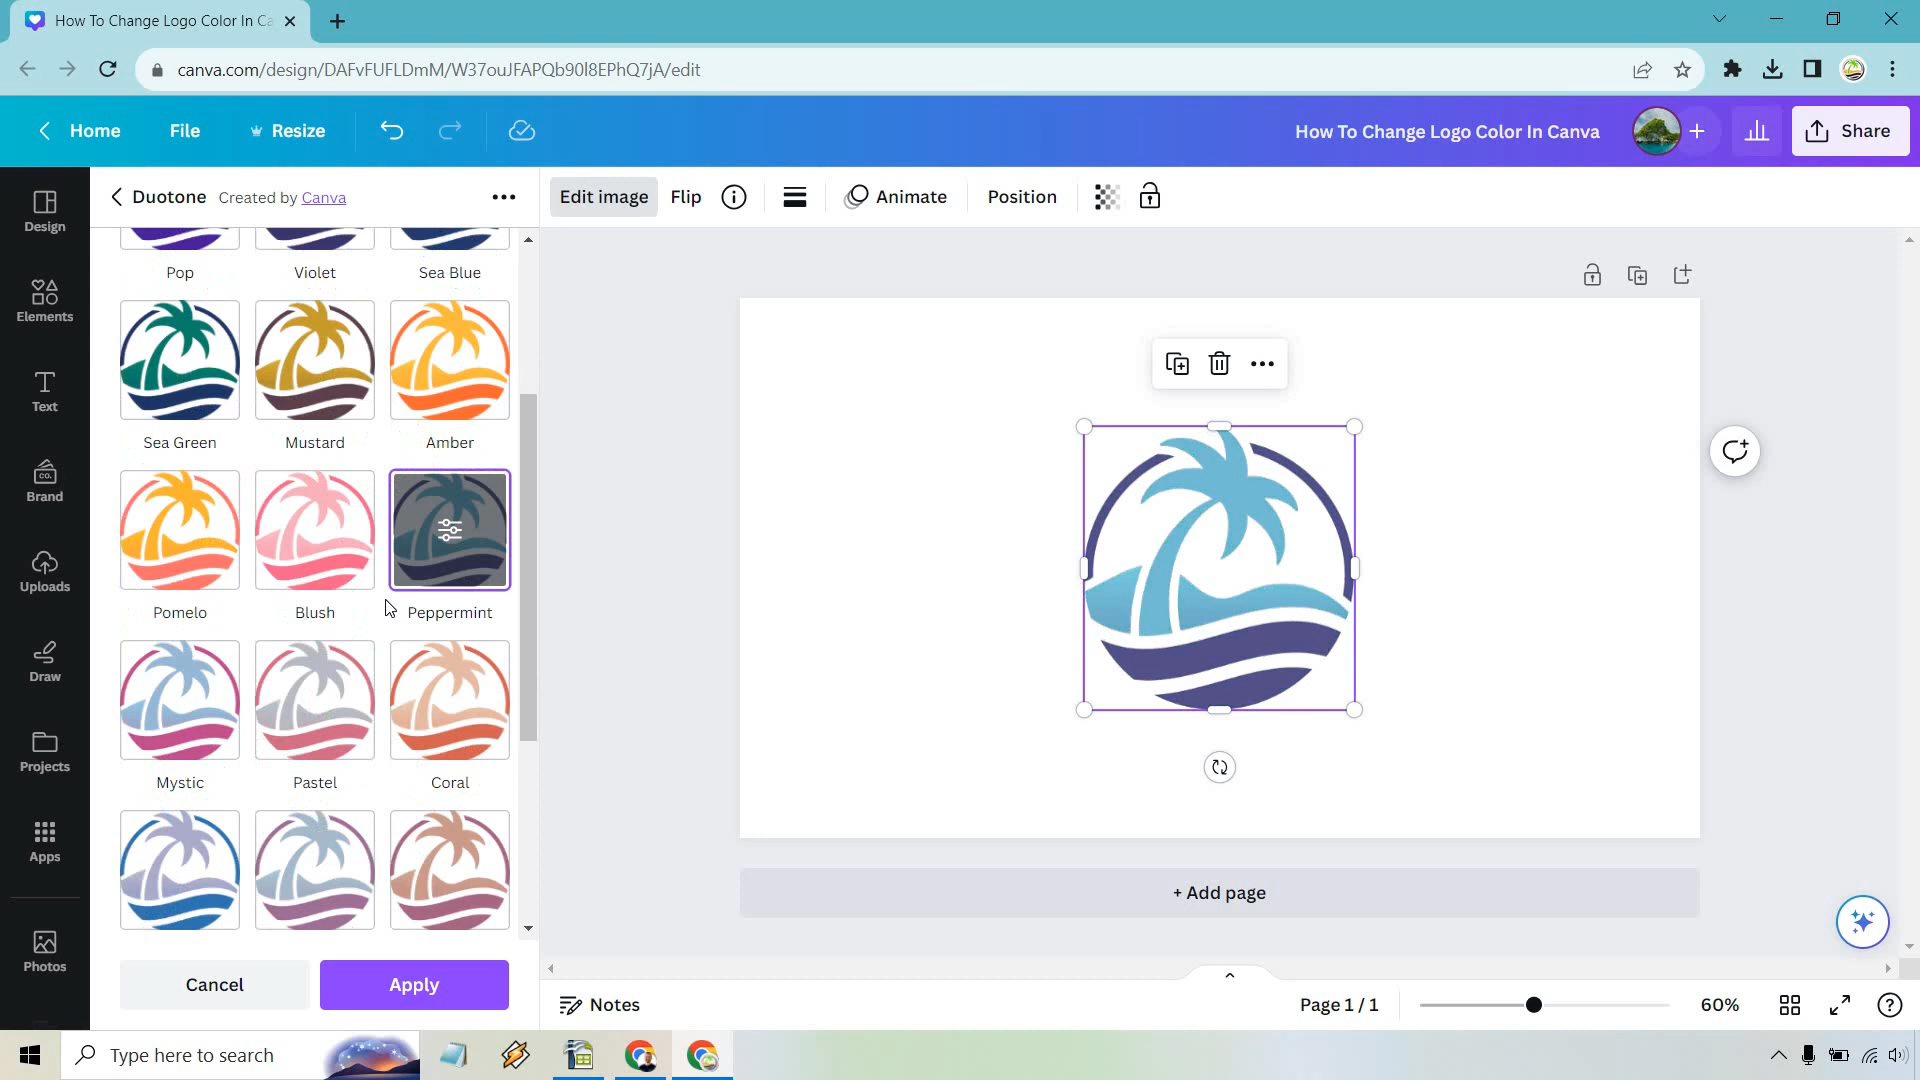 How To Change Logo Color In Ca
canva.com/design/DAFvFUFLDmM/W37ouJFAPQb90l8EPhQ7jA/edit
Home
File
Resize
How To Change Logo Color In Canva
Share
Design
Elements
Text
Brand
CO.
Uploads
Draw
Projects
Apps
Photos
Duotone Created by Canva
Pop Violet Sea Blue
Sea Green Mustard Amber
Pomelo Blush Peppermint
Mystic Pastel Coral
Cancel Apply
Edit image Flip Animate Position
+ Add page
Notes
Page 1 / 1
60%
Type here to search